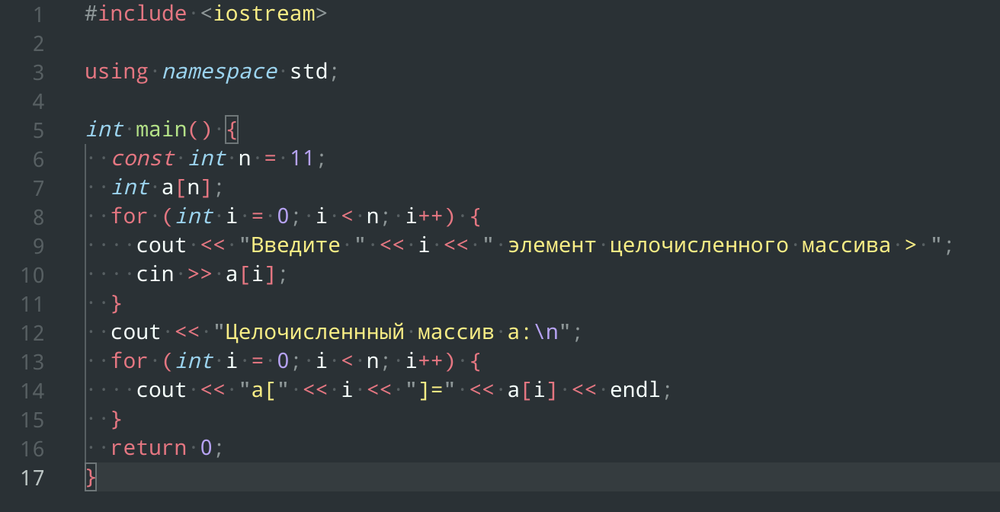 1 #include <iostream>
2
3 using namespace std;
4
5 int main() {
6   const int n = 11;
7   int a[n];
8   for (int i = 0; i < n; i++) {
9     cout << "Введите " << i << " элемент целочисленного массива > ";
10     cin >> a[i];
11   }
12   cout << "Целочисленнный массив a:\n";
13   for (int i = 0; i < n; i++) {
14     cout << "a[" << i << "]=" << a[i] << endl;
15   }
16   return 0;
17 }